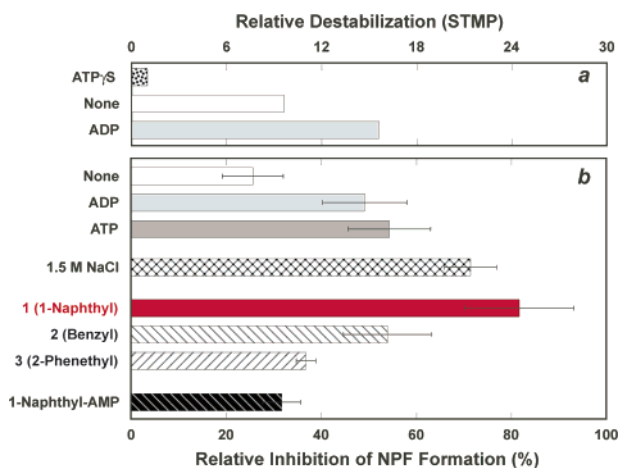 Relative Destabilization (STMP)
0 6 12 18 24 30
a
ATPγS
None
ADP
b
None
ADP
ATP
1.5 M NaCl
1 (1-Naphthyl)
2 (Benzyl)
3 (2-Phenethyl)
1-Naphthyl-AMP
0 20 40 60 80 100
Relative Inhibition of NPF Formation (%)